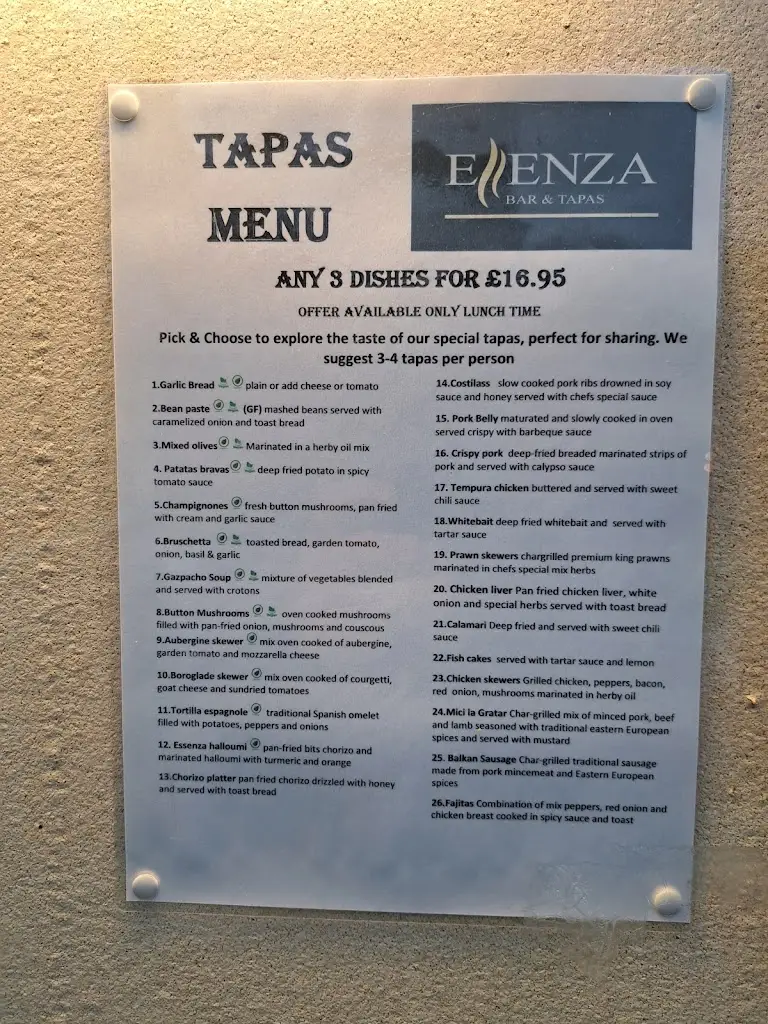 TAPAS
MENU
EssENZA
BAR & TAPAS
ANY 3 DISHES FOR £16.95
OFFER AVAILABLE ONLY LUNCH TIME
Pick & Choose to explore the taste of our special tapas, perfect for sharing. We
suggest 3-4 tapas per person
1.Garlic Bread plain or add cheese or tomato
2.Bean paste (GF) mashed beans served with
caramelized onion and toast bread
3.Mixed olives Marinated in a herby oil mix
4. Patatas bravas deep fried potato in spicy
tomato sauce
5.Champignones fresh button mushrooms, pan fried
with cream and garlic sauce
6.Bruschetta toasted bread, garden tomato,
onion, basil & garlic
7.Gazpacho Soup mixture of vegetables blended
and served with crotons
8.Button Mushrooms oven cooked mushrooms
filled with pan-fried onion, mushrooms and couscous
9.Aubergine skewer mix oven cooked of aubergine,
garden tomato and mozzarella cheese
10.Boroglade skewer mix oven cooked of courgetti,
goat cheese and sundried tomatoes
11.Tortilla espagnole traditional Spanish omelet
filled with potatoes, peppers and onions
12. Essenza halloumi pan-fried bits chorizo and
marinated halloumi with turmeric and orange
13.Chorizo platter pan fried chorizo drizzled with honey
and served with toast bread
14.Costilass slow cooked pork ribs drowned in soy
sauce and honey served with chefs special sauce
15. Pork Belly maturated and slowly cooked in oven
served crispy with barbeque sauce
16. Crispy pork deep-fried breaded marinated strips of
pork and served with calypso sauce
17. Tempura chicken buttered and served with sweet
chili sauce
18.Whitebait deep fried whitebait and served with
tartar sauce
19. Prawn skewers chargrilled premium king prawns
marinated in chefs special mix herbs
20. Chicken liver Pan fried chicken liver, white
onion and special herbs served with toast bread
21.Calamari Deep fried and served with sweet chili
sauce
22.Fish cakes served with tartar sauce and lemon
23.Chicken skewers Grilled chicken, peppers, bacon,
red onion, mushrooms marinated in herby oil
24.Mici la Gratar Char-grilled mix of minced pork, beef
and lamb seasoned with traditional eastern European
spices and served with mustard
25. Balkan Sausage Char-grilled traditional sausage
made from pork mincemeat and Eastern European
spices
26.Fajitas Combination of mix peppers, red onion and
chicken breast cooked in spicy sauce and toast